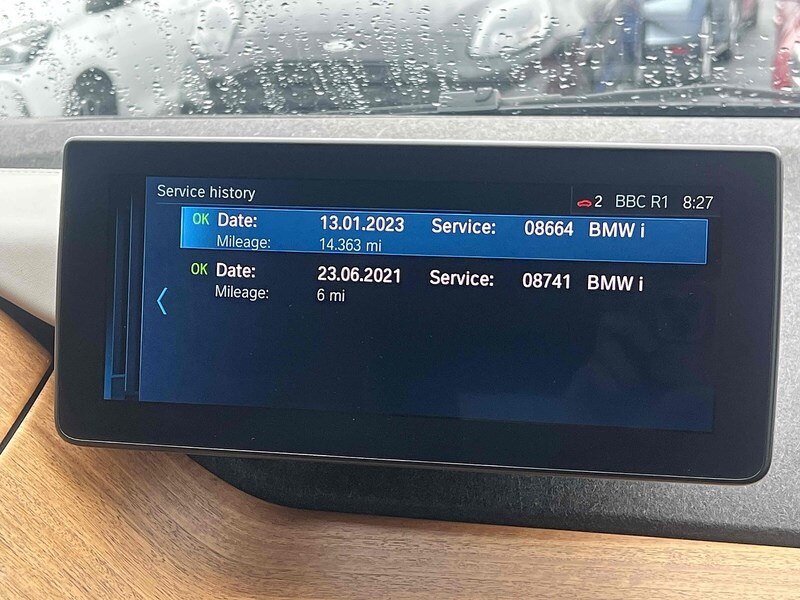 Service history
2 BBC R1 8:27
OK Date: 13.01.2023 Service: 08664 BMW i
Mileage: 14.363 mi
OK Date: 23.06.2021 Service: 08741 BMW i
Mileage: 6 mi